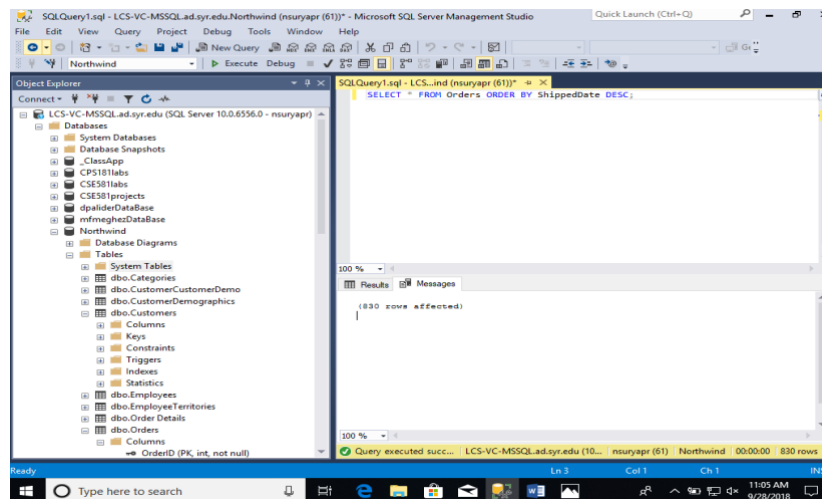 SQLQuery1.sql - LCS-VC-MSSQL.ad.syr.edu.Northwind (nsuryapr (61))* - Microsoft SQL Server Management Studio
Quick Launch (Ctrl+Q)
File Edit View Query Project Debug Tools Window Help
New Query
Northwind Execute Debug
Object Explorer
SQLQuery1.sql - LCS...ind (nsuryapr (61))*
Connect
SELECT * FROM Orders ORDER BY ShippedDate DESC;
LCS-VC-MSSQL.ad.syr.edu (SQL Server 10.0.6556.0 - nsuryapr)
Databases
System Databases
Database Snapshots
_ClassApp
CPS181labs
CSE581labs
CSE581projects
dpaliderDataBase
mfmeghezDataBase
Northwind
Database Diagrams
Tables
System Tables
dbo.Categories
dbo.CustomerCustomerDemo
dbo.CustomerDemographics
dbo.Customers
Columns
Keys
Constraints
Triggers
Indexes
Statistics
dbo.Employees
dbo.EmployeeTerritories
dbo.Order Details
dbo.Orders
Columns
OrderID (PK, int, not null)
100 %
Results Messages
(830 rows affected)
100 %
Query executed succ... LCS-VC-MSSQL.ad.syr.edu (10... nsuryapr (61) Northwind 00:00:00 830 rows
Ready Ln 3 Col 1 Ch 1 INS
Type here to search
11:05 AM
9/28/2018